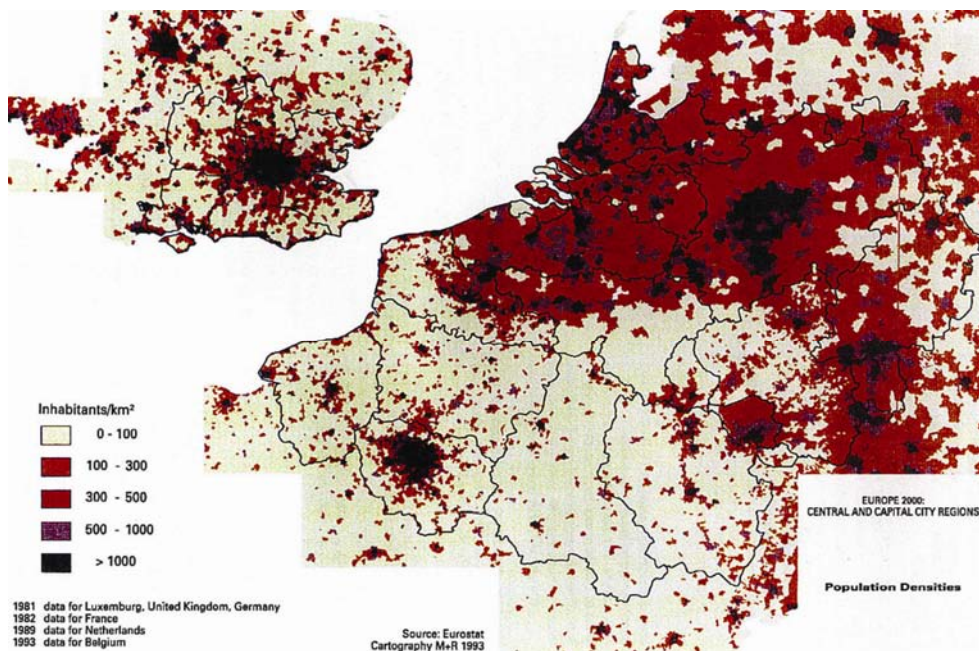 Inhabitants/km²
0 - 100
100 - 300
300 - 500
500 - 1000
> 1000
1981 data for Luxemburg, United Kingdom, Germany
1982 data for France
1989 data for Netherlands
1993 data for Belgium
Source: Eurostat
Cartography M+R 1993
EUROPE 2000:
CENTRAL AND CAPITAL CITY REGIONS
Population Densities